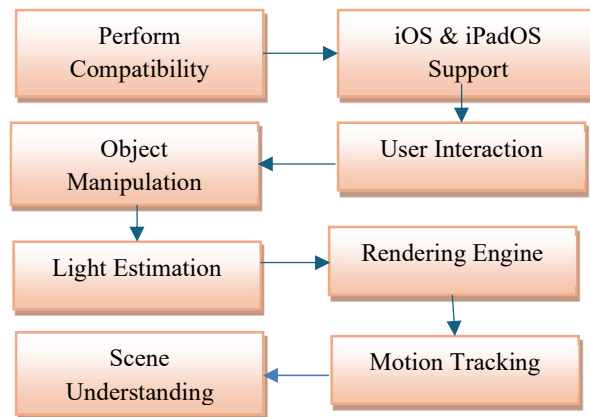 Perform
Compatibility
iOS & iPadOS
Support
User Interaction
Object
Manipulation
Light Estimation
Rendering Engine
Motion Tracking
Scene
Understanding